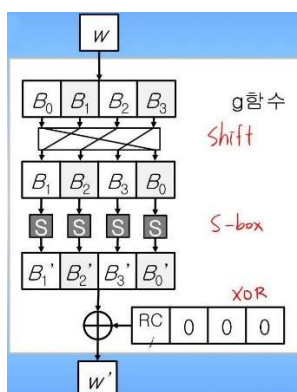 w
B₀ B₁ B₂ B₃
g함수
Shift
B₁ B₂ B₃ B₀
S S S S
S-box
B₁' B₂' B₃' B₀'
XOR
RCⱼ 0 0 0
w'